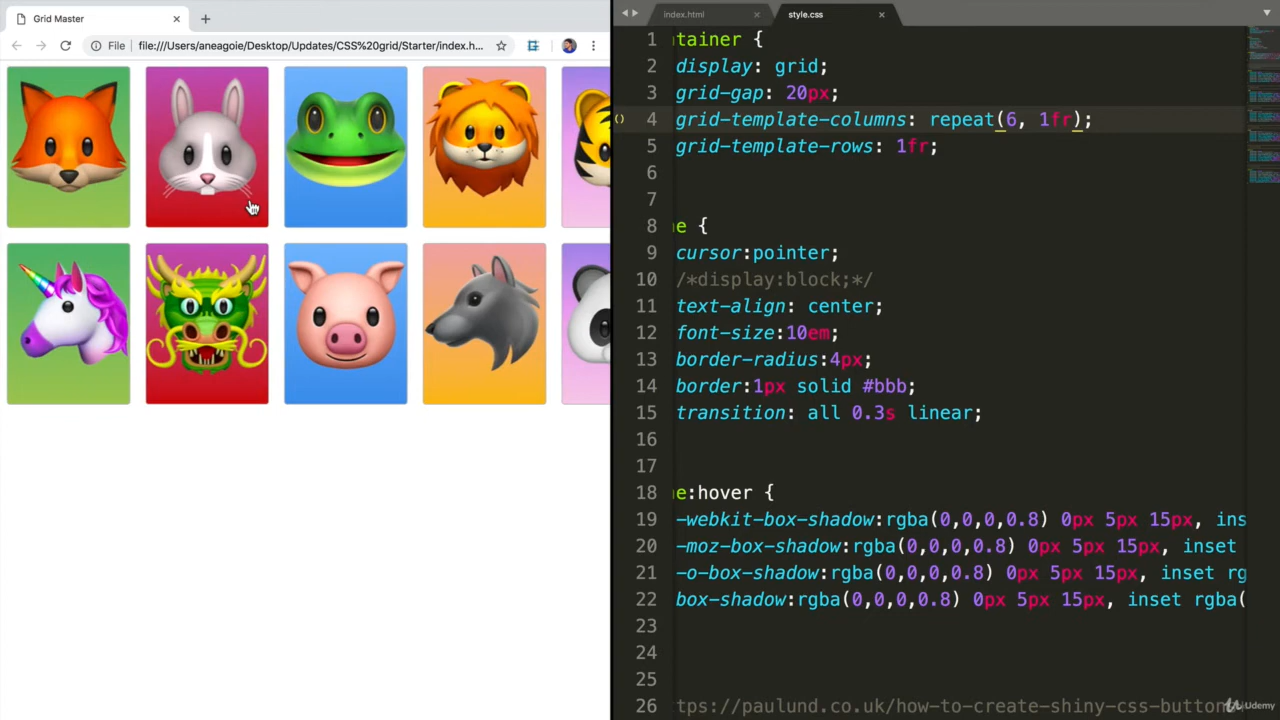 Grid Master
File file:///Users/aneagoie/Desktop/Updates/CSS%20grid/Starter/index.h...
index.html
style.css
1 tainer {
2 display: grid;
3 grid-gap: 20px;
4 grid-template-columns: repeat(6, 1fr);
5 grid-template-rows: 1fr;
6
7
8 e {
9 cursor:pointer;
10 /*display:block;*/
11 text-align: center;
12 font-size:10em;
13 border-radius:4px;
14 border:1px solid #bbb;
15 transition: all 0.3s linear;
16
17
18 e:hover {
19 -webkit-box-shadow:rgba(0,0,0,0.8) 0px 5px 15px, ins
20 -moz-box-shadow:rgba(0,0,0,0.8) 0px 5px 15px, inset
21 -o-box-shadow:rgba(0,0,0,0.8) 0px 5px 15px, inset rg
22 box-shadow:rgba(0,0,0,0.8) 0px 5px 15px, inset rgba(
23
24
25
26 tps://paulund.co.uk/how-to-create-shiny-css-button
Udemy